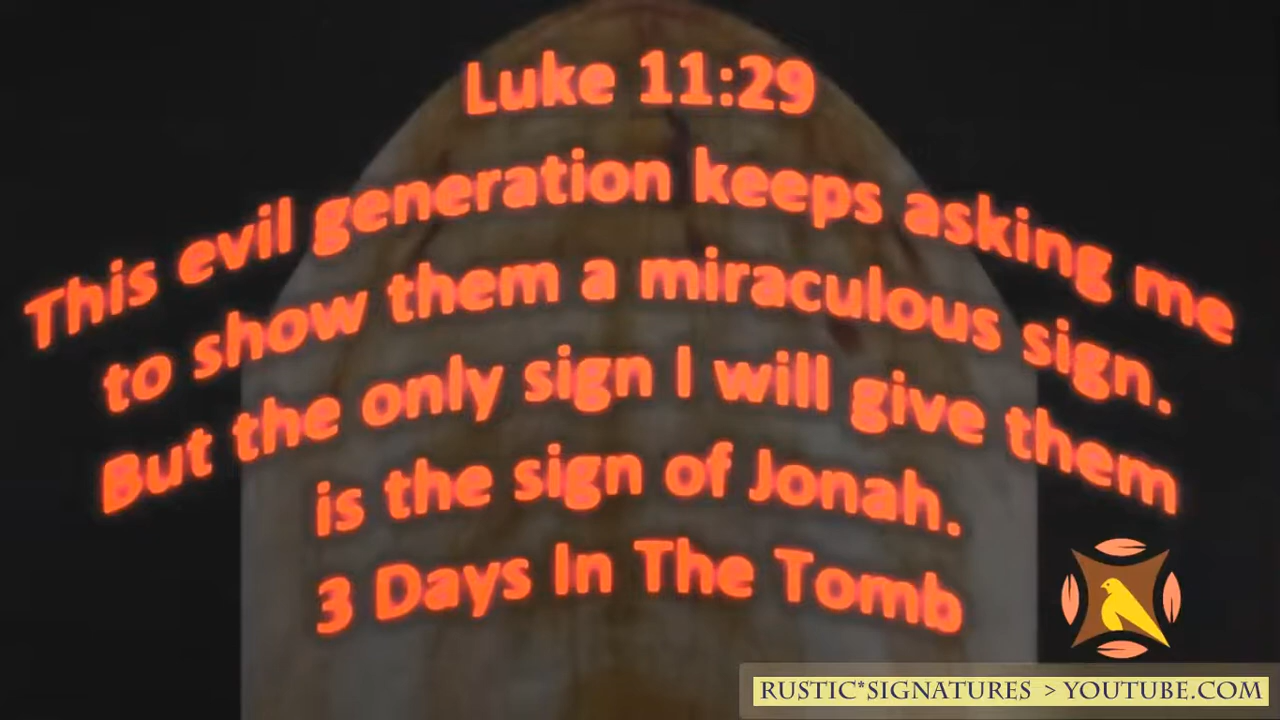 Luke 11:29
This evil generation keeps asking me
to show them a miraculous sign.
But the only sign I will give them
is the sign of Jonah.
3 Days In The Tomb
RUSTIC*SIGNATURES > YOUTUBE.COM